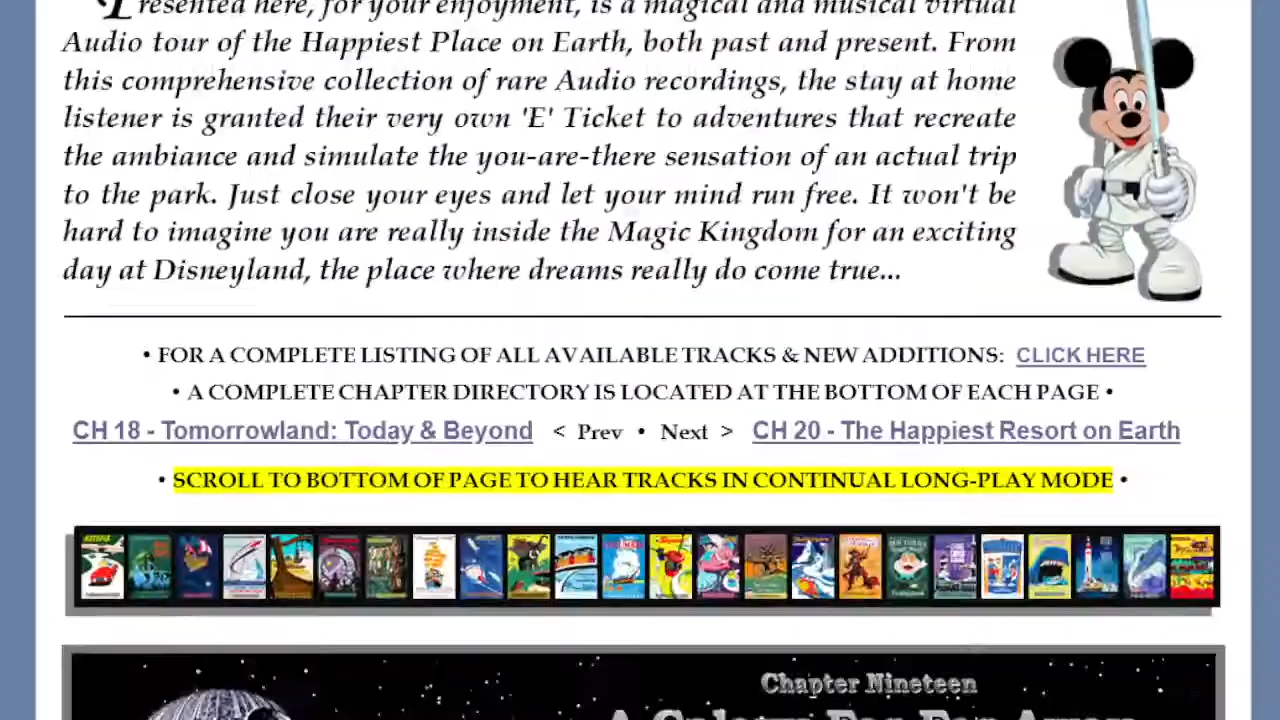 Presented here, for your enjoyment, is a magical and musical virtual
Audio tour of the Happiest Place on Earth, both past and present. From
this comprehensive collection of rare Audio recordings, the stay at home
listener is granted their very own 'E' Ticket to adventures that recreate
the ambiance and simulate the you-are-there sensation of an actual trip
to the park. Just close your eyes and let your mind run free. It won't be
hard to imagine you are really inside the Magic Kingdom for an exciting
day at Disneyland, the place where dreams really do come true...
• FOR A COMPLETE LISTING OF ALL AVAILABLE TRACKS & NEW ADDITIONS: CLICK HERE
• A COMPLETE CHAPTER DIRECTORY IS LOCATED AT THE BOTTOM OF EACH PAGE •
CH 18 - Tomorrowland: Today & Beyond < Prev • Next > CH 20 - The Happiest Resort on Earth
• SCROLL TO BOTTOM OF PAGE TO HEAR TRACKS IN CONTINUAL LONG-PLAY MODE •
Chapter Nineteen
A Galaxy Far Far Away